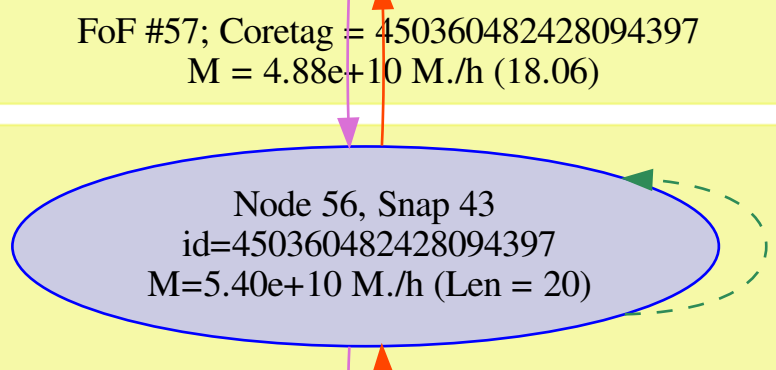 FoF #57; Coretag = 450360482428094397
M = 4.88e+10 M./h (18.06)
Node 56, Snap 43
id=450360482428094397
M=5.40e+10 M./h (Len = 20)